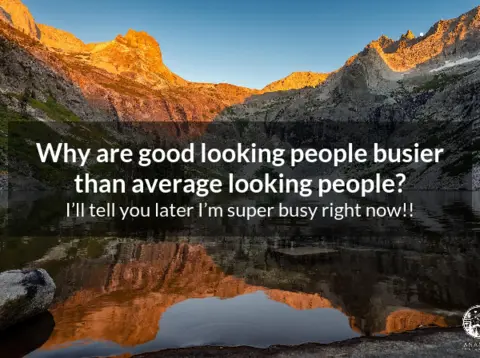 Why are good looking people busier
than average looking people?
I'll tell you later I'm super busy right now!!